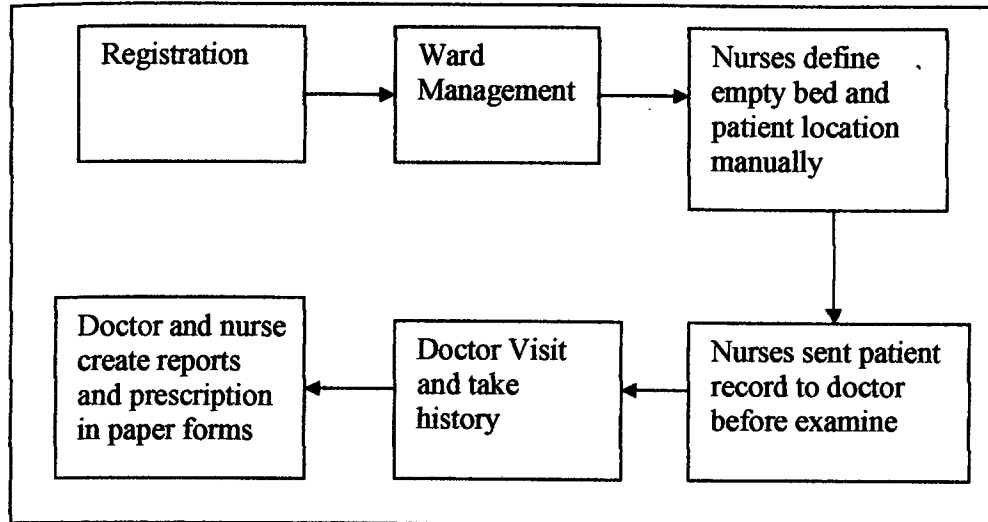 Registration
Ward
Management
Nurses define
empty bed and
patient location
manually
Nurses sent patient
record to doctor
before examine
Doctor Visit
and take
history
Doctor and nurse
create reports
and prescription
in paper forms